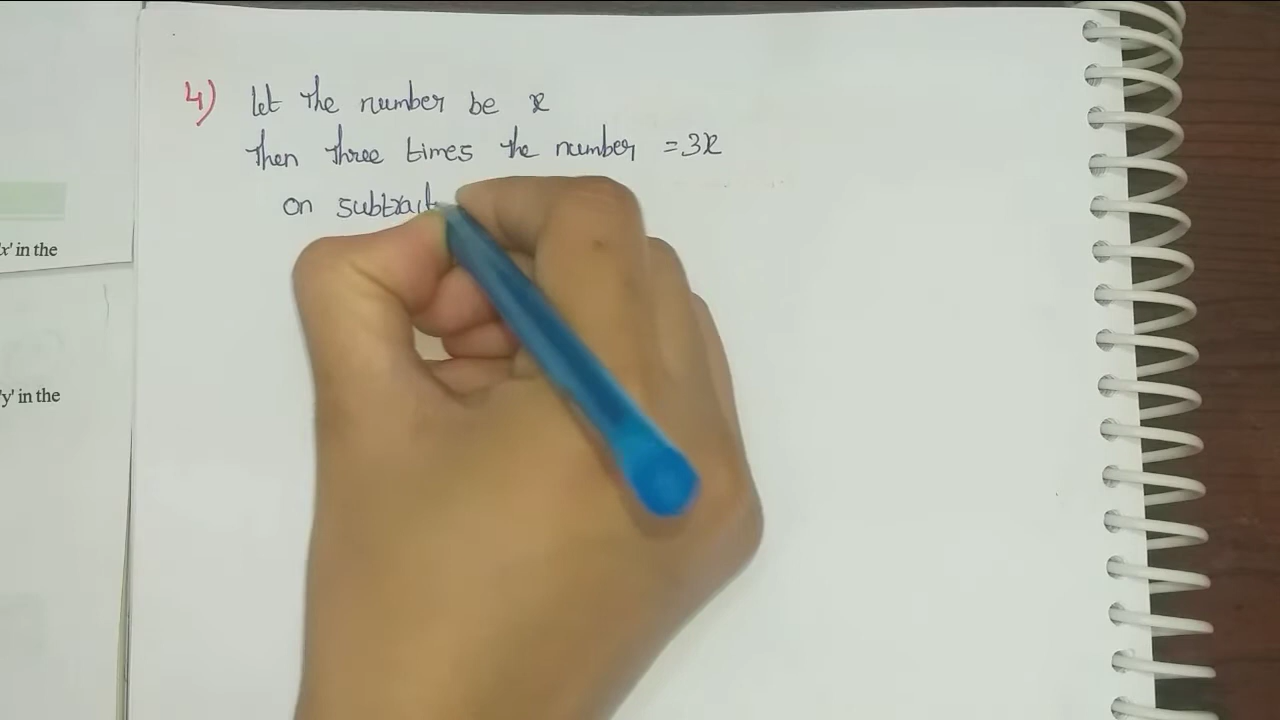 4) let the number be x
then three times the number = 3x
on subtract
'x' in the
'y' in the